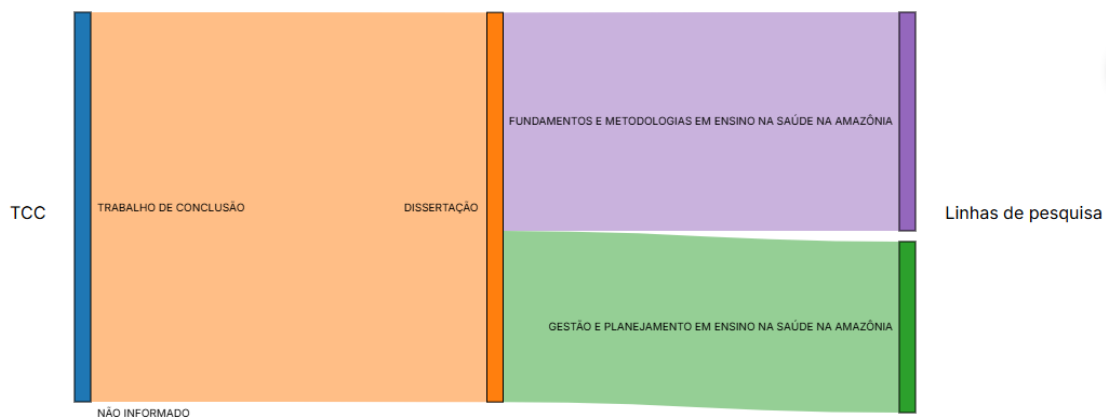 FUNDAMENTOS E METODOLOGIAS EM ENSINO NA SAÚDE NA AMAZÔNIA
TCC
TRABALHO DE CONCLUSÃO
DISSERTAÇÃO
Linhas de pesquisa
GESTÃO E PLANEJAMENTO EM ENSINO NA SAÚDE NA AMAZÔNIA
NÃO INFORMADO